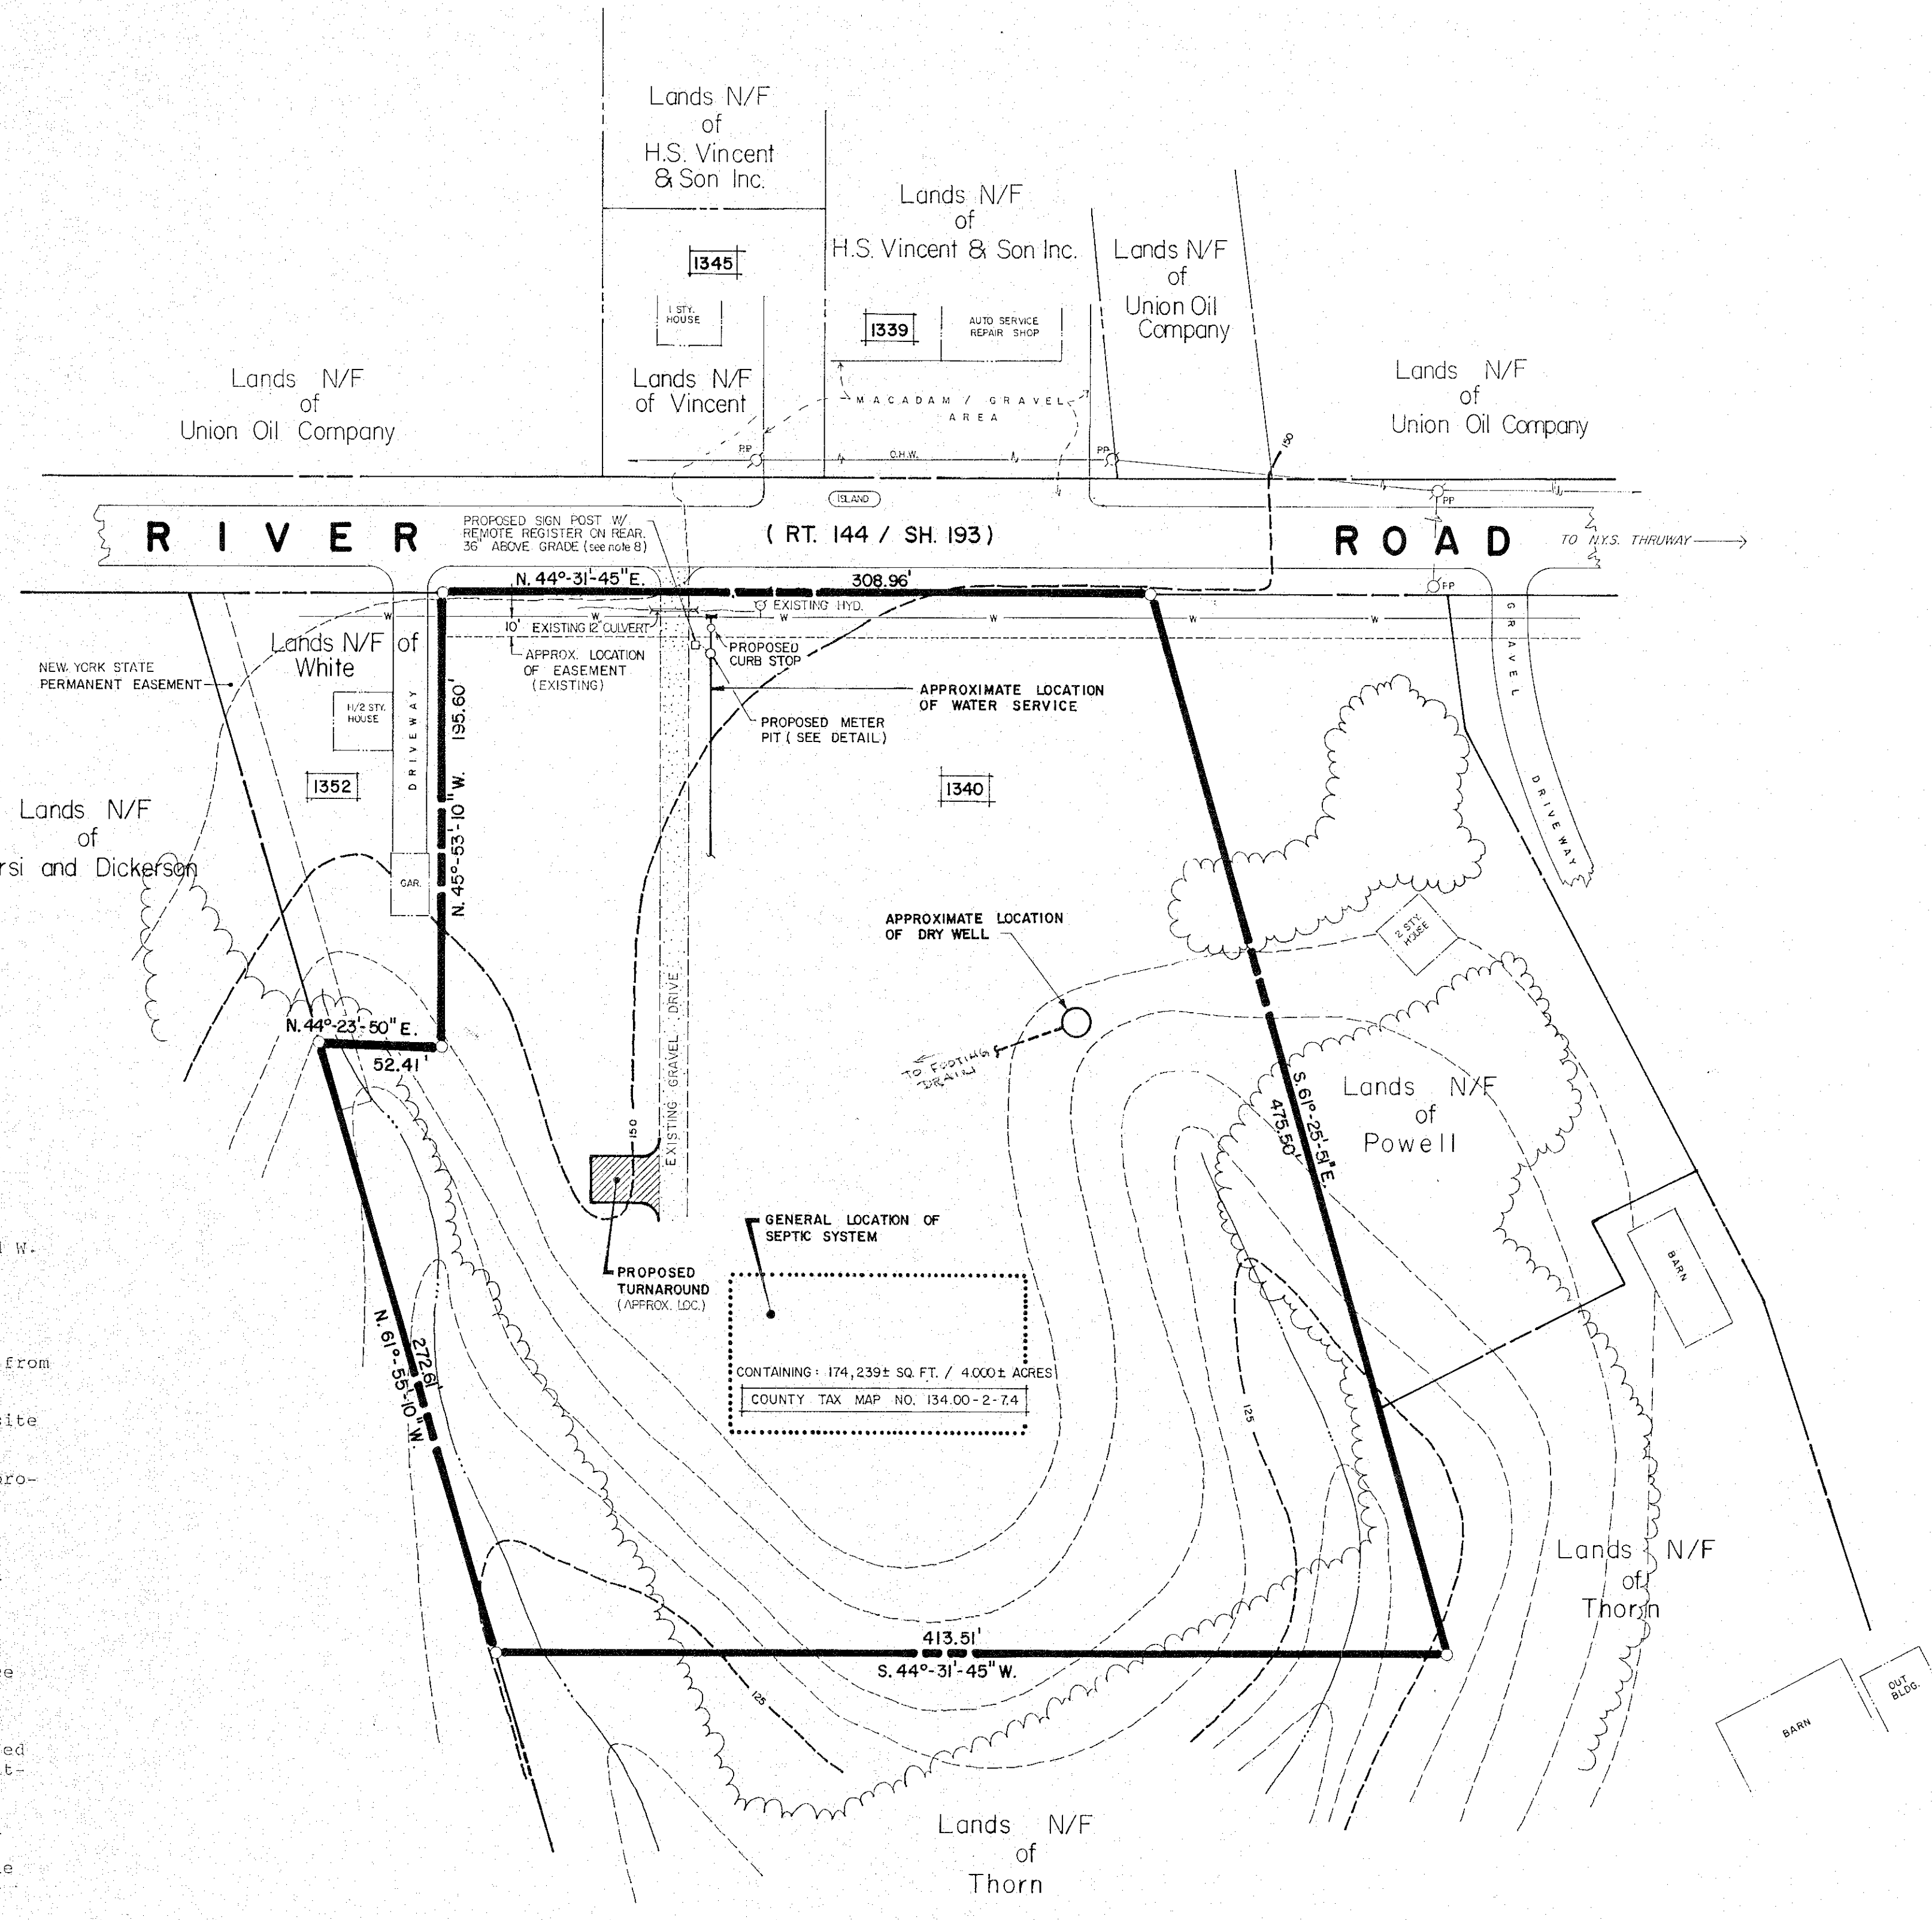 Lands N/F
of
H.S. Vincent
& Son Inc.
Lands N/F
of
H.S. Vincent & Son Inc.
Lands N/F
of
Union Oil
Company
1345
1 STY.
HOUSE
1339
AUTO SERVICE
REPAIR SHOP
Lands N/F
of
Union Oil Company
Lands N/F
of Vincent
MACADAM / GRAVEL
AREA
Lands N/F
of
Union Oil Company
150
P.P.
O.H.W.
PP
PP
ISLAND
RIVER
PROPOSED SIGN POST W/
REMOTE REGISTER ON REAR.
36" ABOVE GRADE (see note 8)
( RT. 144 / SH. 193)
ROAD
TO N.Y.S. THRUWAY
N. 44°-31'-45" E.
308.96'
PP
W
W
W
W
W
W
EXISTING HYD.
10'
EXISTING 12" CULVERT
APPROX. LOCATION
OF EASEMENT
(EXISTING)
PROPOSED
CURB STOP
Lands N/F of
White
NEW YORK STATE
PERMANENT EASEMENT
APPROXIMATE LOCATION
OF WATER SERVICE
PROPOSED METER
PIT ( SEE DETAIL)
1 1/2 STY.
HOUSE
DRIVEWAY
N. 45°-53'-10" W. 195.60'
1352
1340
GRAVEL
DRIVEWAY
Lands N/F
of
rsi and Dickerson
GAR.
APPROXIMATE LOCATION
OF DRY WELL
2 STY.
HOUSE
N. 44°-23'-50" E.
52.41'
TO FOOTING
DRAIN
EXISTING GRAVEL DRIVE
150
S. 61°-25'-51" E.
475.50'
Lands N/F
of
Powell
GENERAL LOCATION OF
SEPTIC SYSTEM
PROPOSED
TURNAROUND
(APPROX. LOC.)
BARN
W.
N. 61°-55'-10" W.
272.61'
from
CONTAINING : 174,239± SQ. FT. / 4.000± ACRES
COUNTY TAX MAP NO. 134.00-2-7.4
125
site
pro-
Lands N/F
of
Thorn
413.51'
S. 44°-31'-45" W.
125
OUT
BLDG.
BARN
ed
t-
Lands N/F
of
Thorn